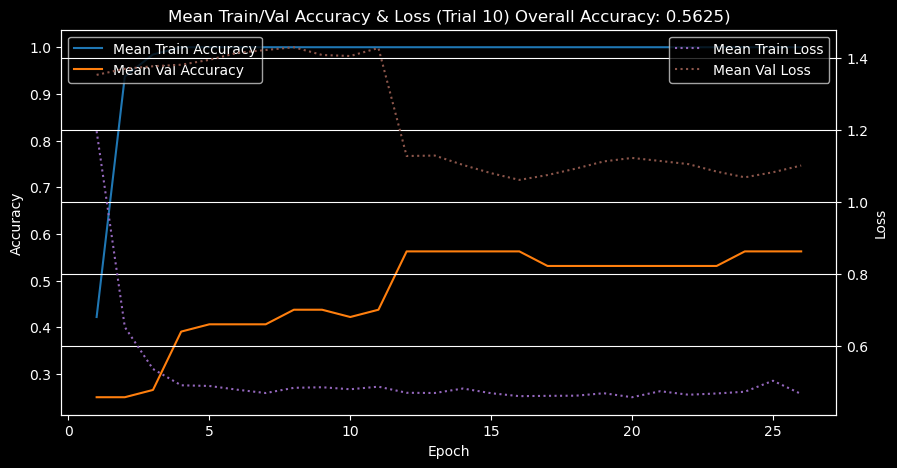 Mean Train/Val Accuracy & Loss (Trial 10) Overall Accuracy: 0.5625)
Mean Train Accuracy
Mean Val Accuracy
Mean Train Loss
Mean Val Loss
1.0
0.9
0.8
0.7
0.6
0.5
0.4
0.3
Accuracy
1.4
1.2
1.0
0.8
0.6
Loss
0 5 10 15 20 25
Epoch